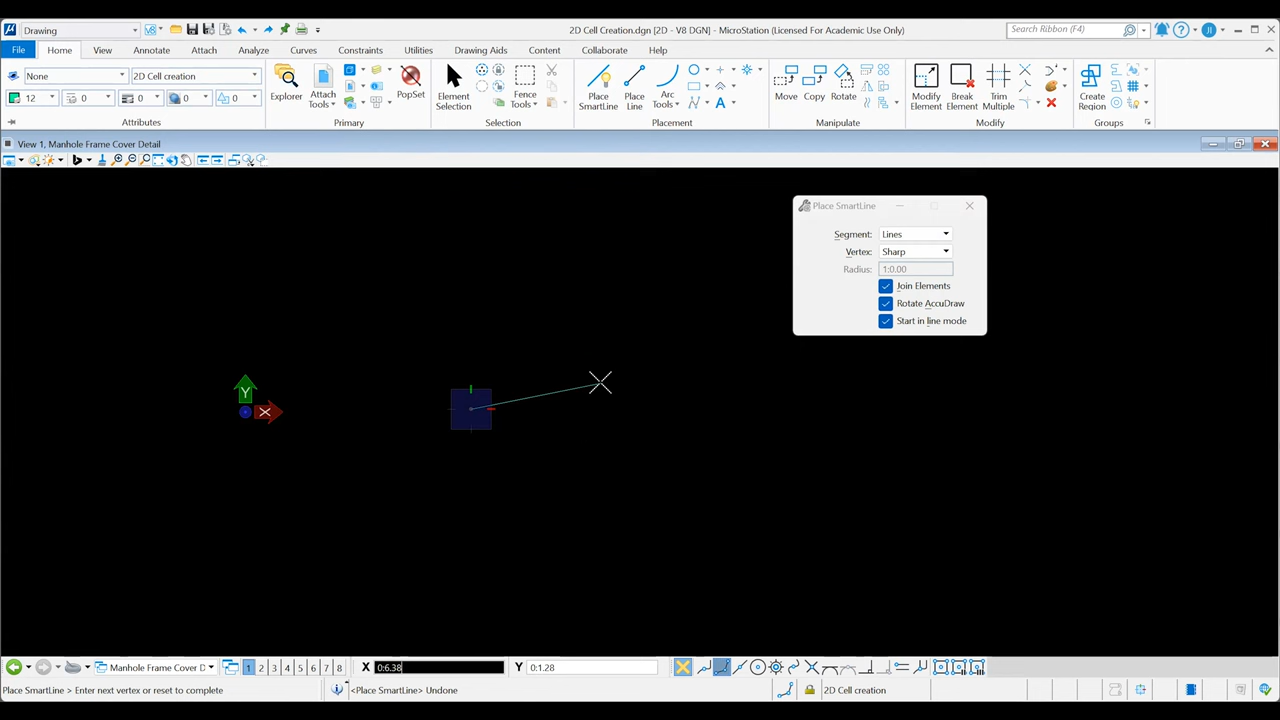 Drawing
2D Cell Creation.dgn [2D - V8 DGN] - MicroStation (Licensed For Academic Use Only)
Search Ribbon (F4)
JI
File Home View Annotate Attach Analyze Curves Constraints Utilities Drawing Aids Content Collaborate Help
None
2D Cell creation
12 0 0 0 0
Attributes
Explorer
Attach Tools
PopSet
Primary
Element Selection
Fence Tools
Selection
Place SmartLine
Place Line
Arc Tools
Placement
Move
Copy
Rotate
Manipulate
Modify Element
Break Element
Trim Multiple
Modify
Create Region
Groups
View 1, Manhole Frame Cover Detail
Place SmartLine
Segment: Lines
Vertex: Sharp
Radius: 1:0.00
Join Elements
Rotate AccuDraw
Start in line mode
Y
X
Manhole Frame Cover D
1 2 3 4 5 6 7 8
X 0:6.38
Y 0:1.28
Place SmartLine > Enter next vertex or reset to complete
<Place SmartLine> Undone
2D Cell creation